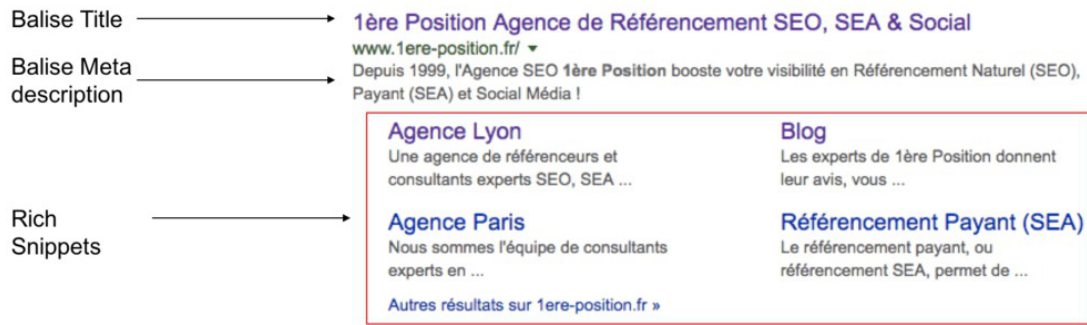 Balise Title
1ère Position Agence de Référencement SEO, SEA & Social
www.1ere-position.fr/
Balise Meta
description
Depuis 1999, l'Agence SEO 1ère Position booste votre visibilité en Référencement Naturel (SEO),
Payant (SEA) et Social Média !
Rich
Snippets
Agence Lyon
Une agence de référenceurs et
consultants experts SEO, SEA ...
Blog
Les experts de 1ère Position donnent
leur avis, vous ...
Agence Paris
Nous sommes l'équipe de consultants
experts en ...
Référencement Payant (SEA)
Le référencement payant, ou
référencement SEA, permet de ...
Autres résultats sur 1ere-position.fr »